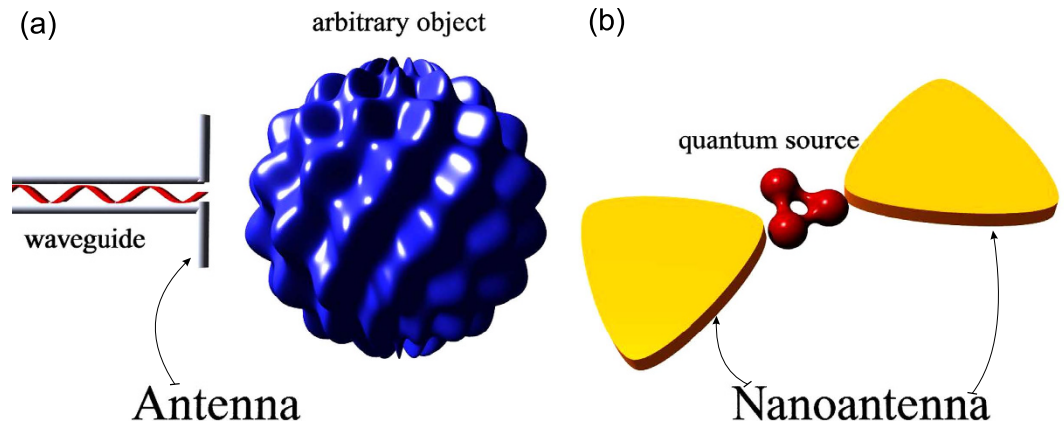 (a)
arbitrary object
waveguide
Antenna
(b)
quantum source
Nanoantenna